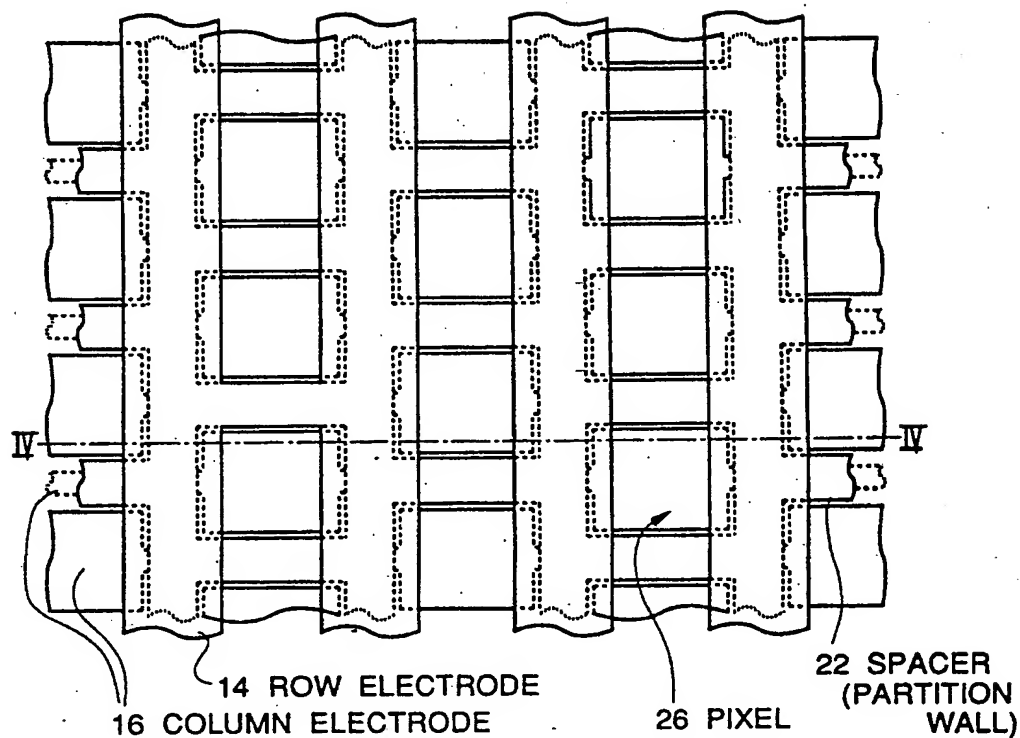 IV IV
14 ROW ELECTRODE
16 COLUMN ELECTRODE
26 PIXEL
22 SPACER
(PARTITION
WALL)